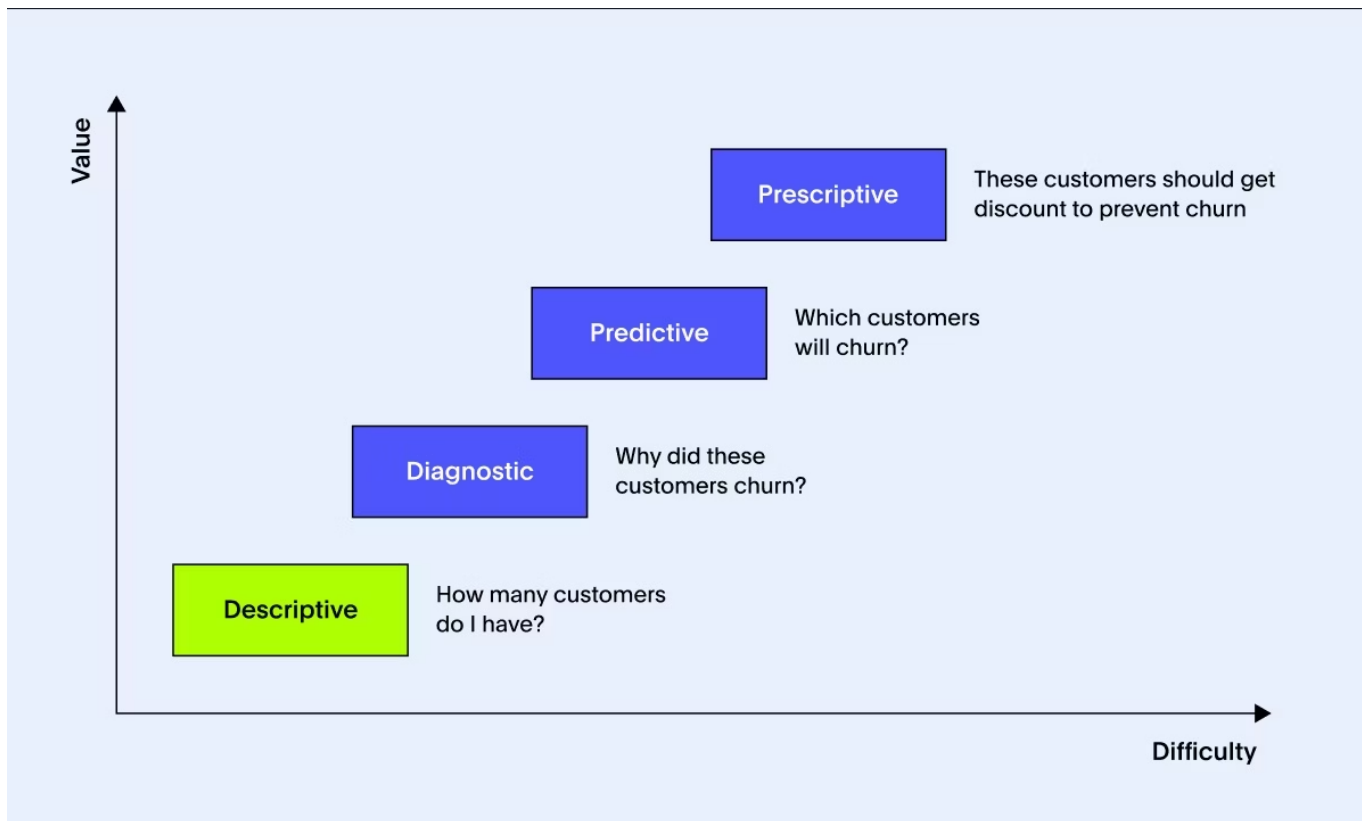 Value
Prescriptive
These customers should get
discount to prevent churn
Predictive
Which customers
will churn?
Diagnostic
Why did these
customers churn?
Descriptive
How many customers
do I have?
Difficulty